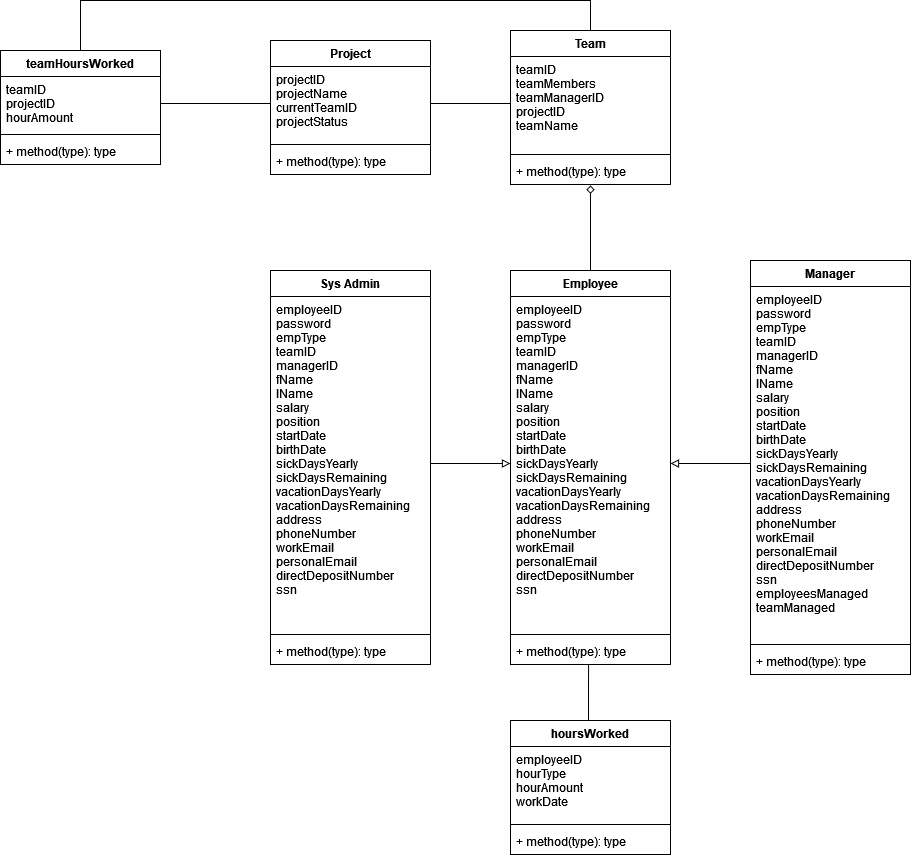 teamHoursWorked
teamID
projectID
hourAmount
+ method(type): type
Project
projectID
projectName
currentTeamID
projectStatus
+ method(type): type
Team
teamID
teamMembers
teamManagerID
projectID
teamName
+ method(type): type
Sys Admin
employeeID
password
empType
teamID
managerID
fName
lName
salary
position
startDate
birthDate
sickDaysYearly
sickDaysRemaining
vacationDaysYearly
vacationDaysRemaining
address
phoneNumber
workEmail
personalEmail
directDepositNumber
ssn
+ method(type): type
Employee
employeeID
password
empType
teamID
managerID
fName
lName
salary
position
startDate
birthDate
sickDaysYearly
sickDaysRemaining
vacationDaysYearly
vacationDaysRemaining
address
phoneNumber
workEmail
personalEmail
directDepositNumber
ssn
+ method(type): type
Manager
employeeID
password
empType
teamID
managerID
fName
lName
salary
position
startDate
birthDate
sickDaysYearly
sickDaysRemaining
vacationDaysYearly
vacationDaysRemaining
address
phoneNumber
workEmail
personalEmail
directDepositNumber
ssn
employeesManaged
teamManaged
+ method(type): type
hoursWorked
employeeID
hourType
hourAmount
workDate
+ method(type): type